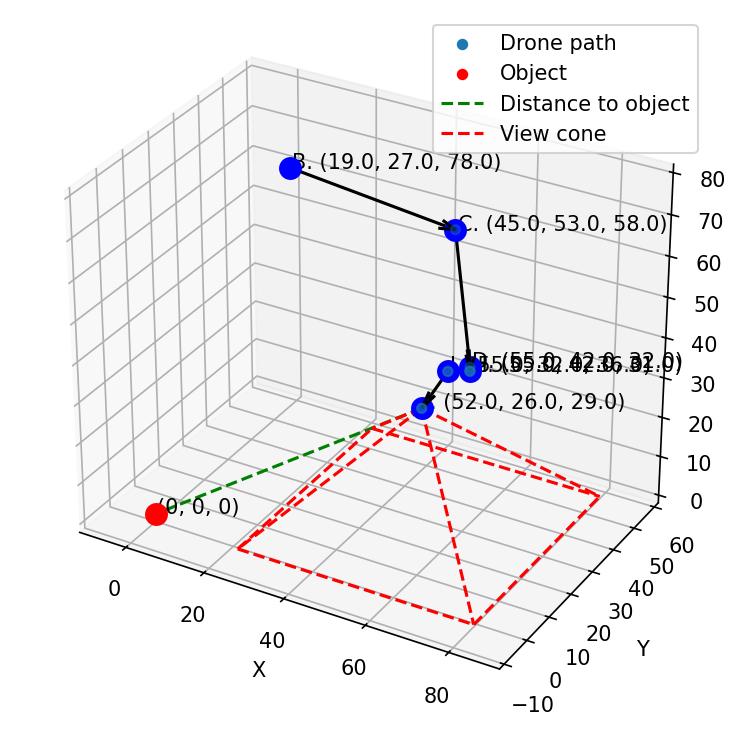 Drone path
Object
Distance to object
View cone
B. (19.0, 27.0, 78.0)
C. (45.0, 53.0, 58.0)
(52.0, 26.0, 29.0)
(0, 0, 0)
80
70
60
50
40
30
20
10
0
0
20
40
60
80
X
−10
0
10
20
30
40
50
60
Y